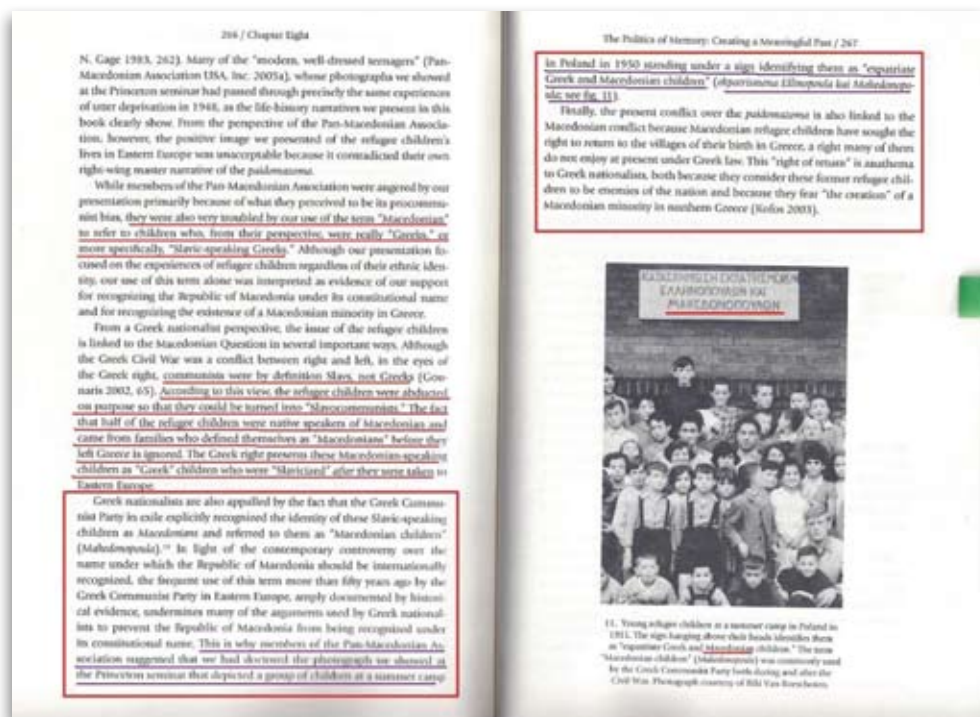 266 / Chapter Eight
N. Gage 1983, 262). Many of the "modern, well-dressed teenagers" (Pan-
Macedonian Association USA, Inc. 2005a), whose photographs we showed
at the Princeton seminar had passed through precisely the same experiences
of utter deprivation in 1948, as the life-history narratives we present in this
book clearly show. From the perspective of the Pan-Macedonian Associa-
tion, however, the positive image we presented of the refugee children's
lives in Eastern Europe was unacceptable because it contradicted their own
right-wing master narrative of the paidomazoma.
While members of the Pan-Macedonian Association were angered by our
presentation primarily because of what they perceived to be its procommu-
nist bias, they were also very troubled by our use of the term "Macedonian"
to refer to children who, from their perspective, were really "Greeks," or
more specifically, "Slavic-speaking Greeks." Although our presentation fo-
cused on the experiences of refugee children regardless of their ethnic iden-
tity, our use of this term alone was interpreted as evidence of our support
for recognizing the Republic of Macedonia under its constitutional name
and for recognizing the existence of a Macedonian minority in Greece.
From a Greek nationalist perspective, the issue of the refugee children
is linked to the Macedonian Question in several important ways. Although
the Greek Civil War was a conflict between right and left, in the eyes of
the Greek right, communists were by definition Slavs, not Greeks (Gou-
naris 2002, 65). According to this view, the refugee children were abducted
on purpose so that they could be turned into "Slavocommunists." The fact
that half of the refugee children were native speakers of Macedonian and
came from families who defined themselves as "Macedonians" before they
left Greece is ignored. The Greek right presents these Macedonian-speaking
children as "Greek" children who were "Slavicized" after they were taken to
Eastern Europe.
Greek nationalists are also appalled by the fact that the Greek Commu-
nist Party in exile explicitly recognized the identity of these Slavic-speaking
children as Macedonians and referred to them as "Macedonian children"
(Makedonopoula). In light of the contemporary controversy over the
name under which the Republic of Macedonia should be internationally
recognized, the frequent use of this term more than fifty years ago by the
Greek Communist Party in Eastern Europe, amply documented by histori-
cal evidence, undermines many of the arguments used by Greek national-
ists to prevent the Republic of Macedonia from being recognized under
its constitutional name. This is why members of the Pan-Macedonian As-
sociation suggested that we had doctored the photograph we showed at
the Princeton seminar that depicted a group of children at a summer camp
The Politics of Memory: Creating a Meaningful Past / 267
in Poland in 1950 standing under a sign identifying them as "expatriate
Greek and Macedonian children" (ekpatrismena Ellinopoula kai Makedonopo-
ula; see fig. 11).
Finally, the present conflict over the paidomazoma is also linked to the
Macedonian conflict because Macedonian refugee children have sought the
right to return to the villages of their birth in Greece, a right many of them
do not enjoy at present under Greek law. This "right of return" is anathema
to Greek nationalists, both because they consider these former refugee chil-
dren to be enemies of the nation and because they fear "the creation" of a
Macedonian minority in northern Greece (Kofos 2003).
ΕΛΛΗΝΟΠΟΥΛΩΝ ΚΑΙ
ΜΑΚΕΔΟΝΟΠΟΥΛΩΝ
11. Young refugee children at a summer camp in Poland in
The sign hanging above their heads identifies them
as "expatriate Greek and Macedonian children." The term
"Macedonian children" (Makedonopoula) was commonly used
by the Greek Communist Party both during and after the
Civil War. Photograph courtesy of Riki Van Boeschoten.